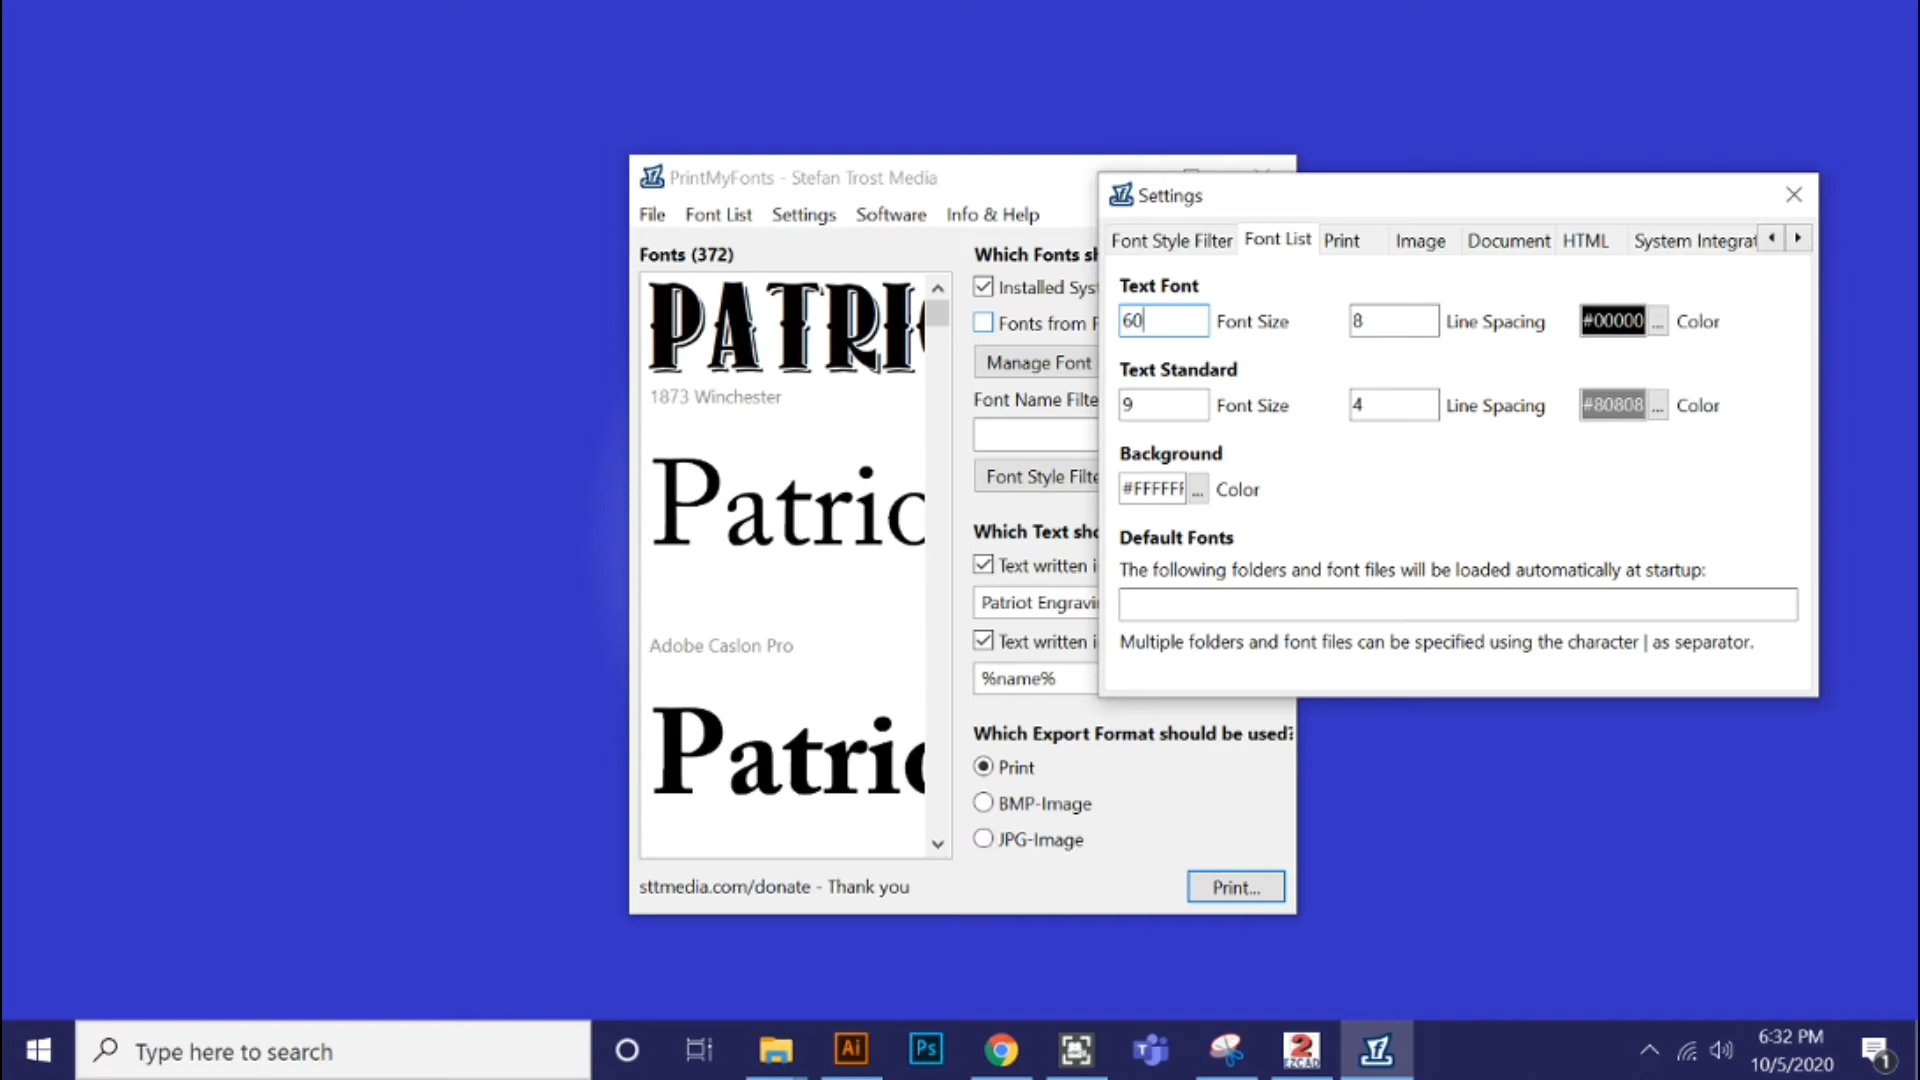 PrintMyFonts - Stefan Trost Media
File Font List Settings Software Info & Help
Fonts (372)
PATRI
1873 Winchester
Patrio
Adobe Caslon Pro
Patri
sttmedia.com/donate - Thank you
Which Fonts sh
Installed Sys
Fonts from F
Manage Font
Font Name Filte
Font Style Filte
Which Text sho
Text written i
Patriot Engravi
Text written i
%name%
Which Export Format should be used?
Print
BMP-Image
JPG-Image
Print...
Settings
Font Style Filter Font List Print Image Document HTML System Integrat
Text Font
60 Font Size 8 Line Spacing #00000 ... Color
Text Standard
9 Font Size 4 Line Spacing #80808 ... Color
Background
#FFFFFF ... Color
Default Fonts
The following folders and font files will be loaded automatically at startup:
Multiple folders and font files can be specified using the character | as separator.
Type here to search
Ai
Ps
2
EZCAD
6:32 PM
10/5/2020
1